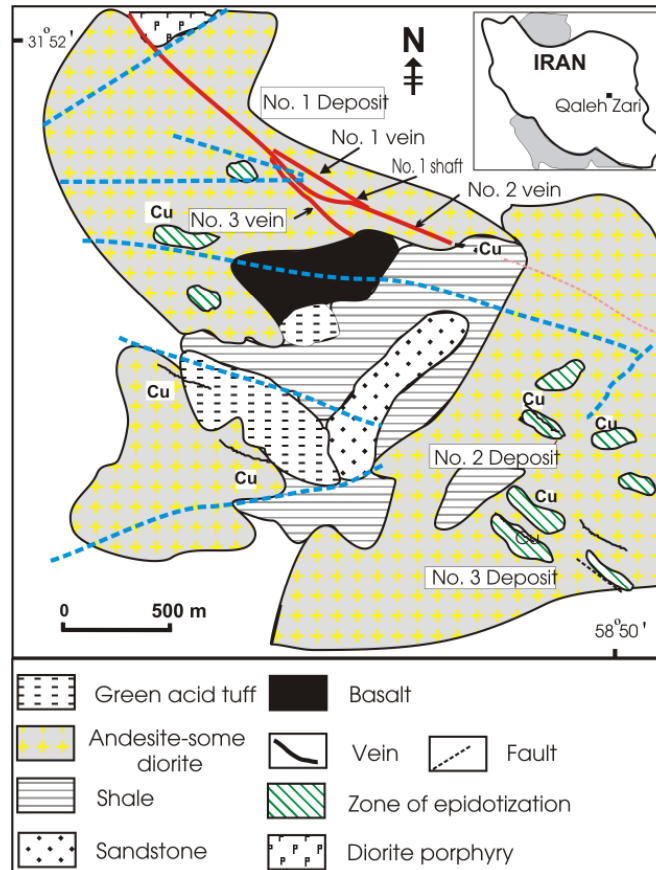 31°52'
N
IRAN
Qaleh Zari
No. 1 Deposit
No. 1 vein
No. 1 shaft
No. 2 vein
Cu
No. 3 vein
Cu
Cu
Cu
Cu
No. 2 Deposit
Cu
Cu
Cu
Cu
No. 3 Deposit
0 500 m
58°50'
Green acid tuff
Basalt
Andesite-some
diorite
Vein
Fault
Shale
Zone of epidotization
Sandstone
Diorite porphyry